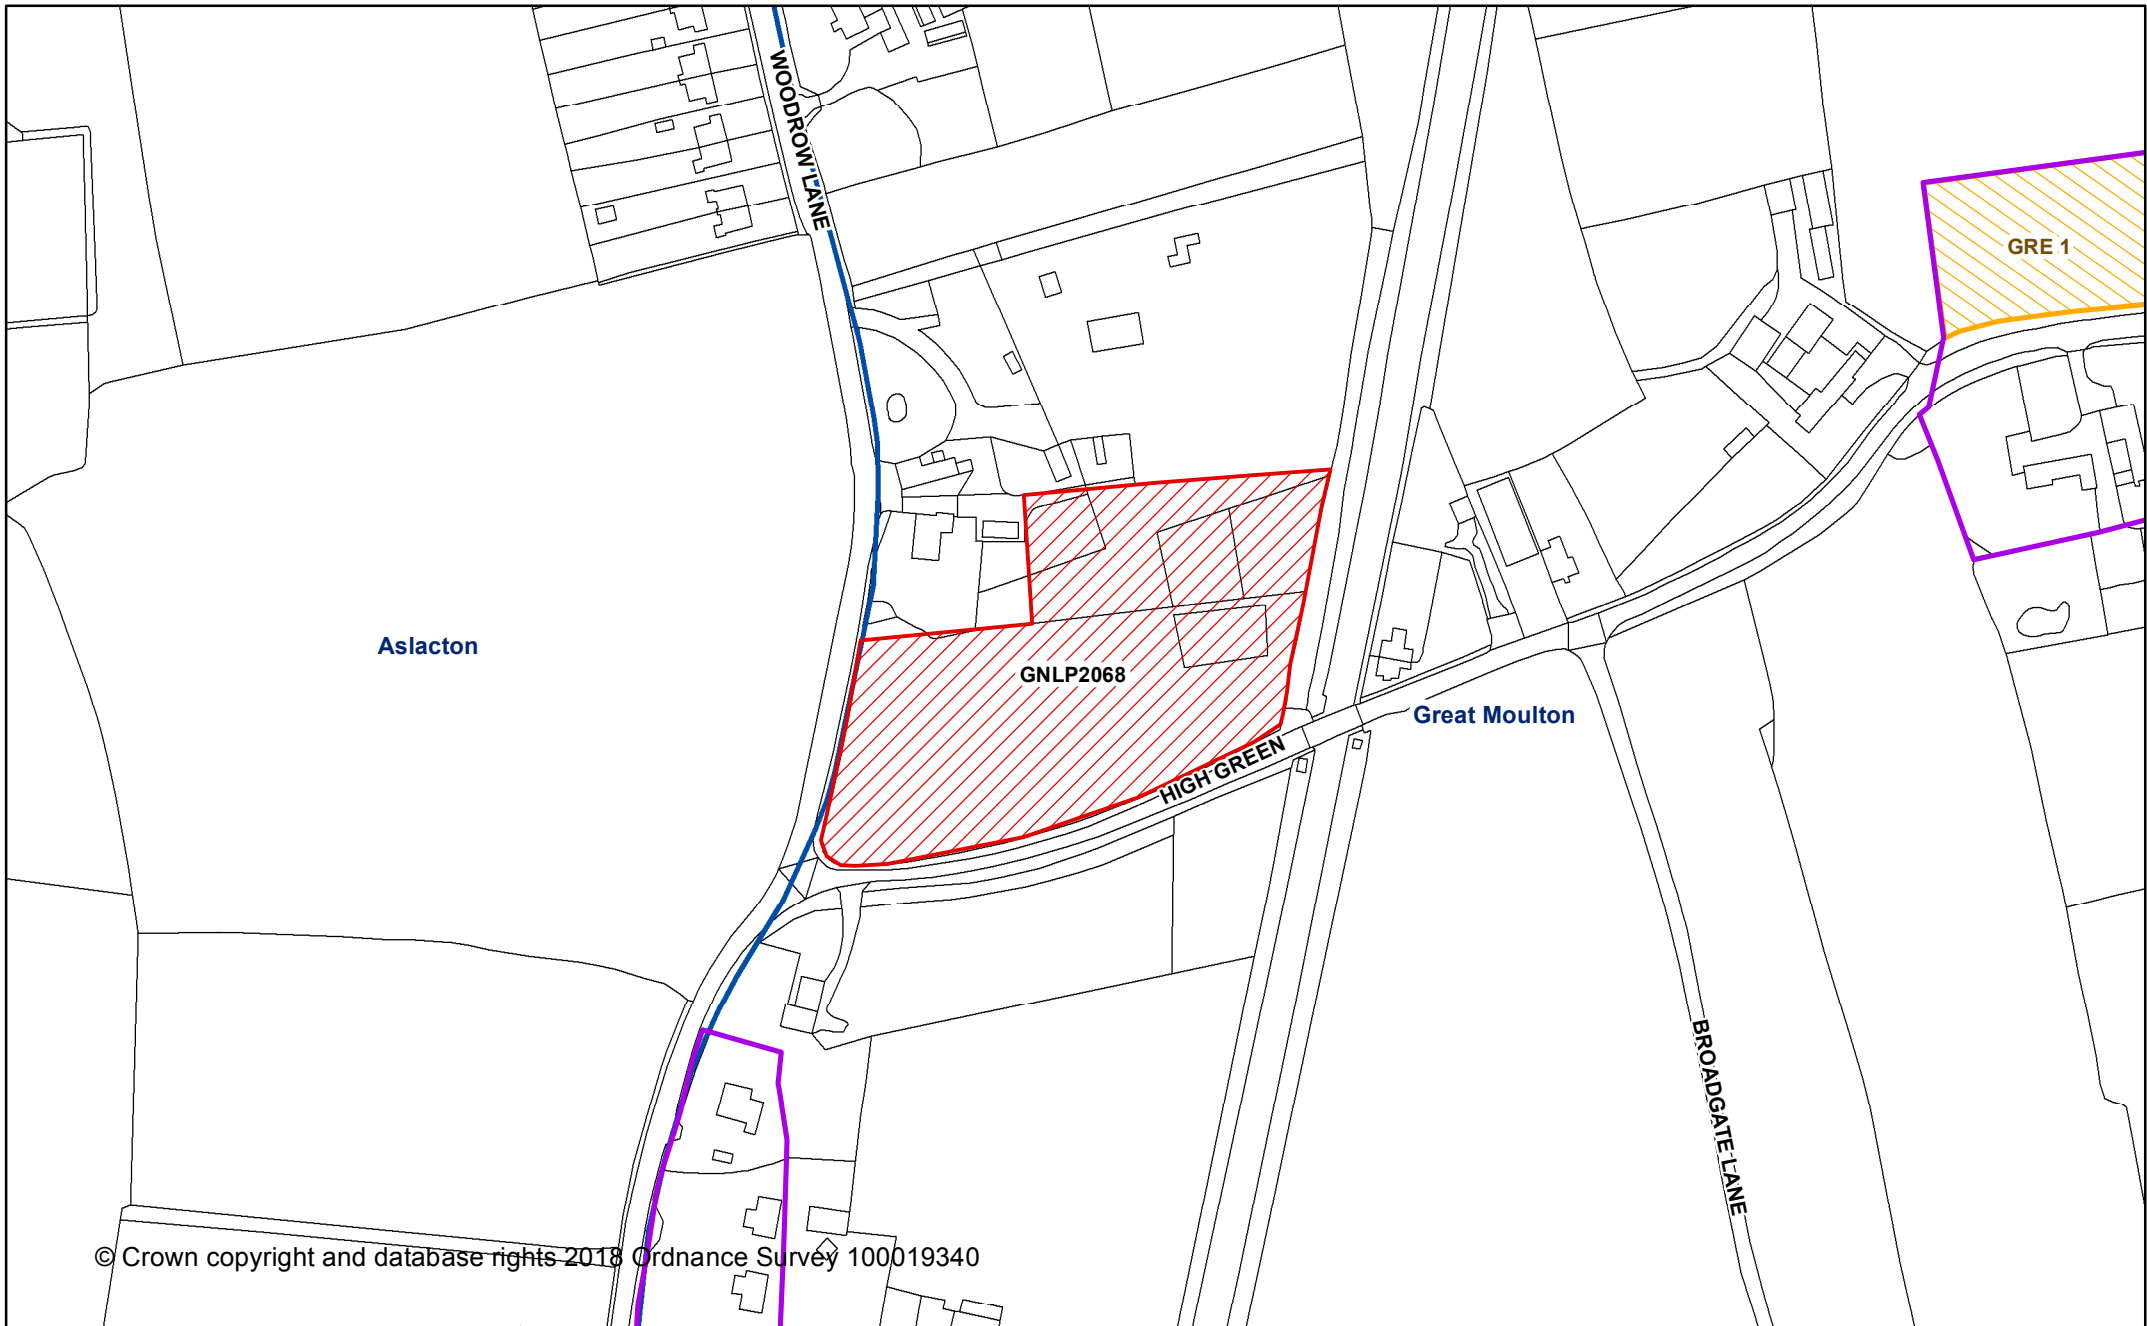 WOODROW LANE
GRE 1
Aslacton
GNLP2068
Great Moulton
HIGH GREEN
BROADGATE LANE
© Crown copyright and database rights 2018 Ordnance Survey 100019340